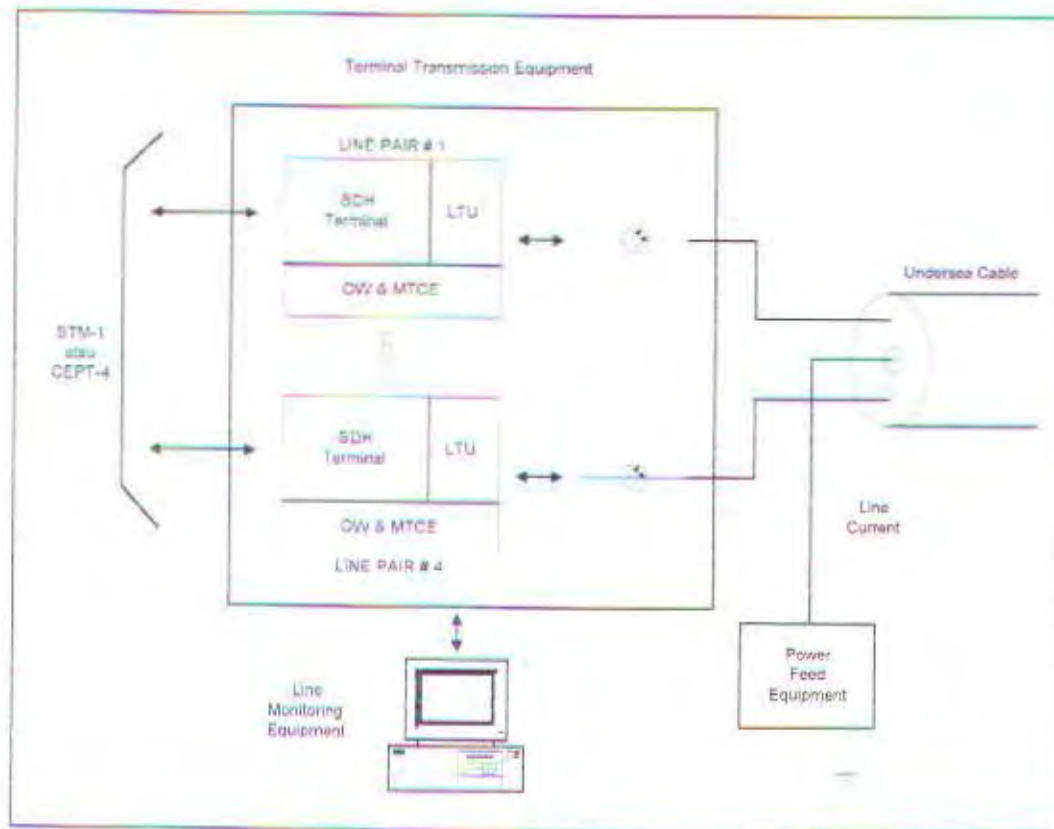 Terminal Transmission Equipment
LINE PAIR # 1
SDH
Terminal
LTU
OW & MTCE
STM-1
atau
CEPT-4
SDH
Terminal
LTU
OW & MTCE
LINE PAIR # 4
Undersea Cable
Line
Current
Power
Feed
Equipment
Line
Monitoring
Equipment